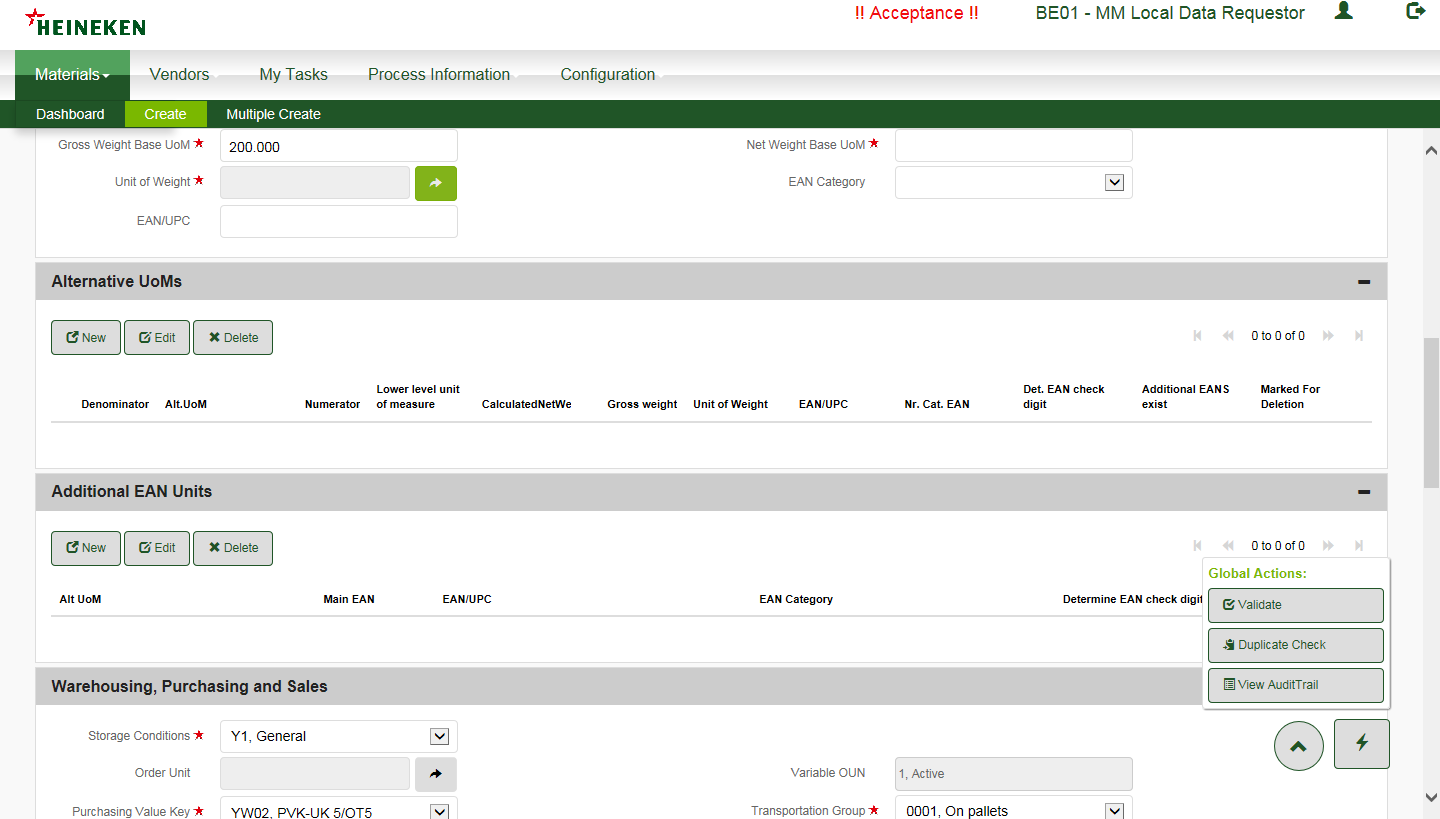 HEINEKEN
!! Acceptance !!
BE01 - MM Local Data Requestor
Materials Vendors My Tasks Process Information Configuration
Dashboard Create Multiple Create
Gross Weight Base UoM 200.000 Net Weight Base UoM
Unit of Weight EAN Category
EAN/UPC
Alternative UoMs
New Edit Delete 0 to 0 of 0
Denominator Alt.UoM Numerator Lower level unit of measure CalculatedNetWe Gross weight Unit of Weight EAN/UPC Nr. Cat. EAN Det. EAN check digit Additional EANS exist Marked For Deletion
Additional EAN Units
New Edit Delete 0 to 0 of 0
Alt UoM Main EAN EAN/UPC EAN Category Determine EAN check digit
Global Actions:
Validate
Duplicate Check
View AuditTrail
Warehousing, Purchasing and Sales
Storage Conditions Y1, General
Order Unit Variable OUN 1, Active
Purchasing Value Key YW02, PVK-UK 5/OT5 Transportation Group 0001, On pallets